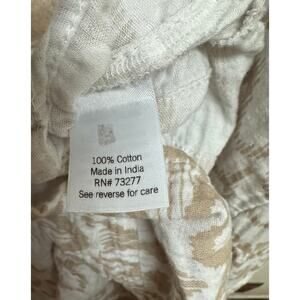 100% Cotton
Made in India
RN# 73277
See reverse for care